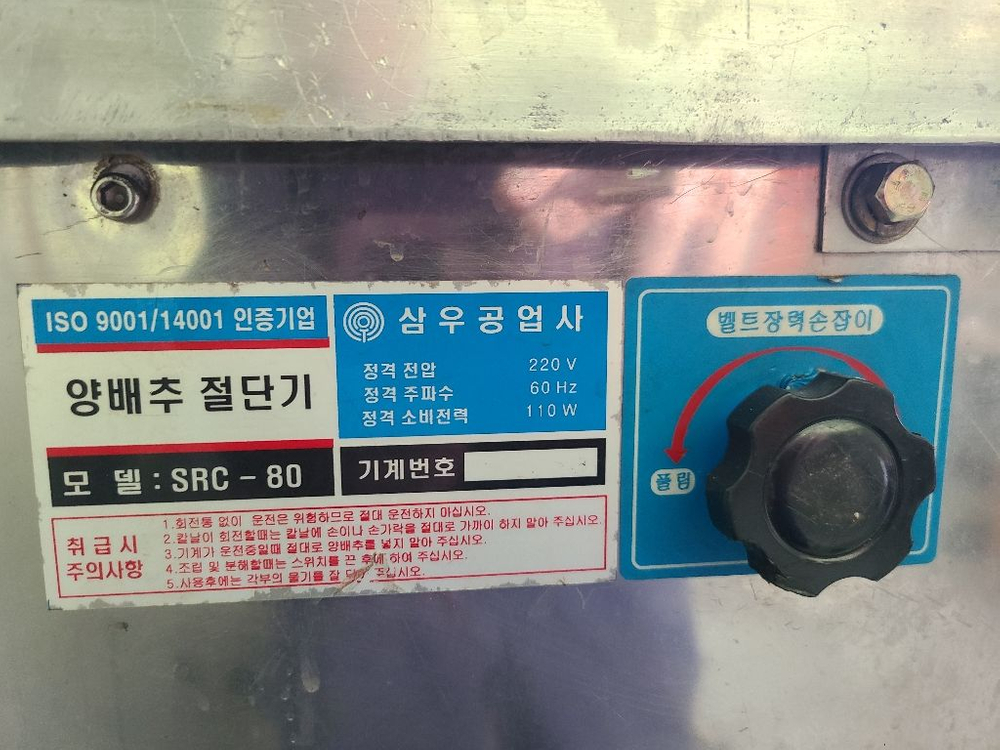 ISO 9001/14001 인증기업
양배추 절단기
모 델 : SRC - 80
삼우공업사
정격 전압 220 V
정격 주파수 60 Hz
정격 소비전력 110 W
기계번호
취 급 시
주의사항
1.회전통 없이 운전은 위험하므로 절대 운전하지 마십시오.
2.칼날이 회전할때는 칼날에 손이나 손가락을 절대로 가까이 하지 말아 주십시오.
3.기계가 운전중일때 절대로 양배추를 넣지 말아 주십시오.
4.조립 및 분해할때는 스위치를 끈 후에 하여 주십시오.
5.사용후에는 각부의 물기를 잘 주십시오.
벨트장력손잡이
풀림